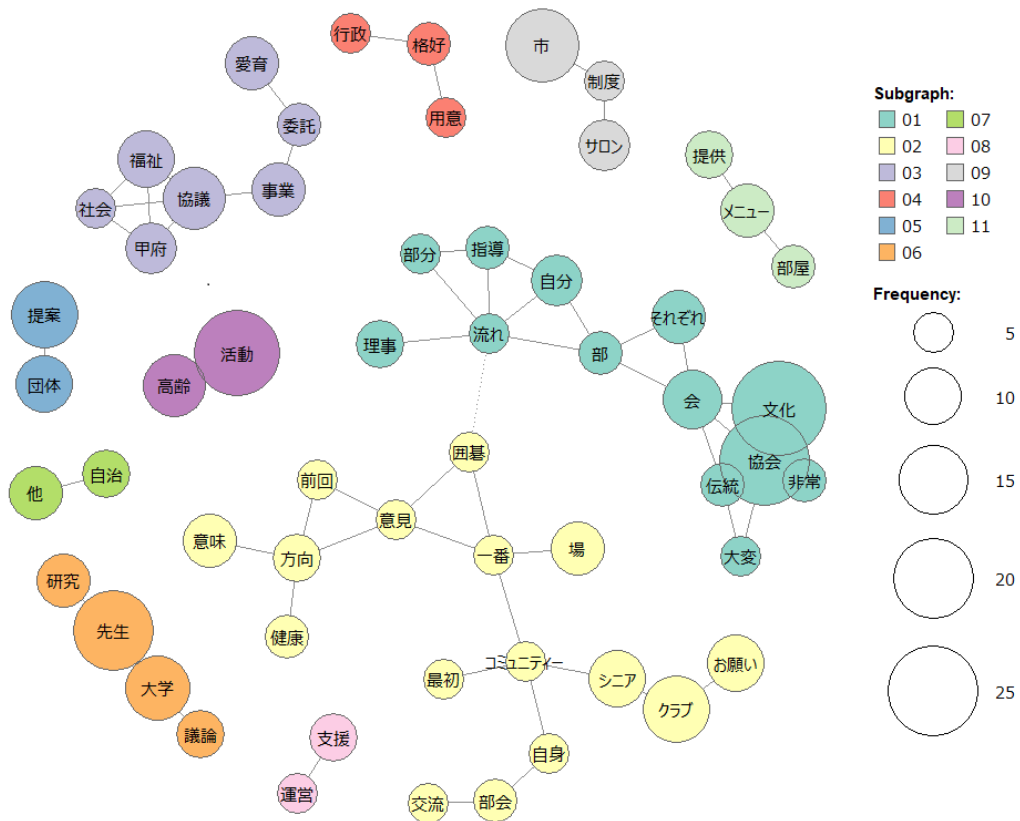 行政
格好
用意
市
制度
サロン
愛育
委託
福祉
協議
事業
社会
甲府
提供
メニュー
部屋
Subgraph:
01
02
03
04
05
06
07
08
09
10
11
Frequency:
5
10
15
20
25
部分
指導
自分
理事
流れ
それぞれ
部
会
文化
協会
伝統
非常
大変
提案
団体
活動
高齢
他
自治
囲碁
前回
意見
意味
方向
一番
場
健康
研究
先生
大学
議論
コミュニティー
最初
シニア
クラブ
お願い
自身
部会
交流
支援
運営